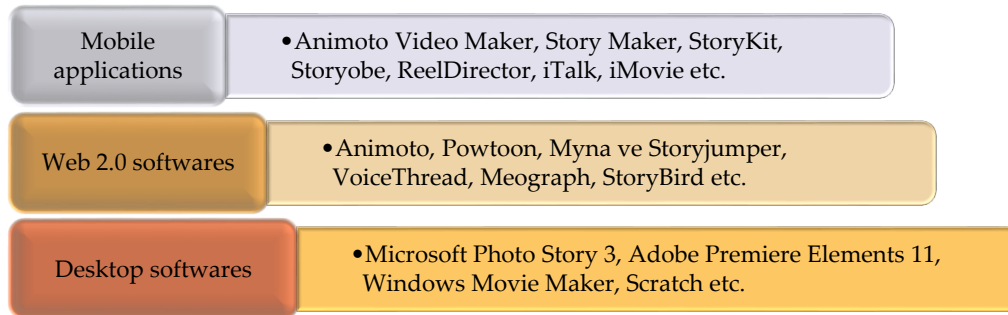 Mobile
applications
•Animoto Video Maker, Story Maker, StoryKit,
Storyobe, ReelDirector, iTalk, iMovie etc.
Web 2.0 softwares
•Animoto, Powtoon, Myna ve Storyjumper,
VoiceThread, Meograph, StoryBird etc.
Desktop softwares
•Microsoft Photo Story 3, Adobe Premiere Elements 11,
Windows Movie Maker, Scratch etc.